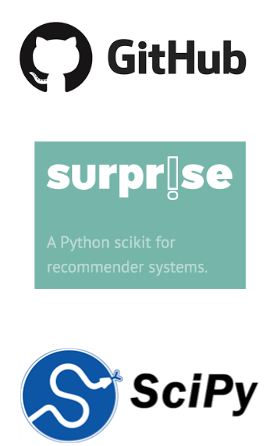 GitHub
surpr!se
A Python scikit for
recommender systems.
SciPy